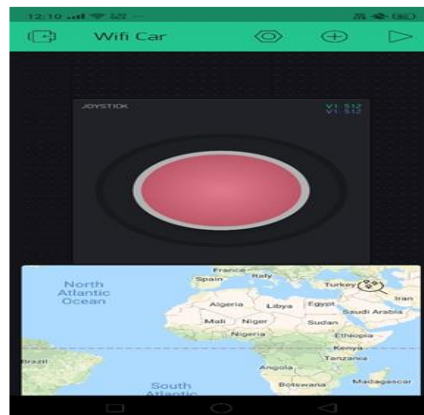 12:10
Wifi Car
JOYSTICK
V1 512
V1 512
North
Atlantic
Ocean
France
Spain
Italy
Turkey
Iran
Algeria
Libya
Egypt
Saudi Arabia
Mali
Niger
Sudan
Nigeria
Ethiopia
Kenya
Brazil
Tanzania
Angola
South
Atlantic
Botswana
Madagascar